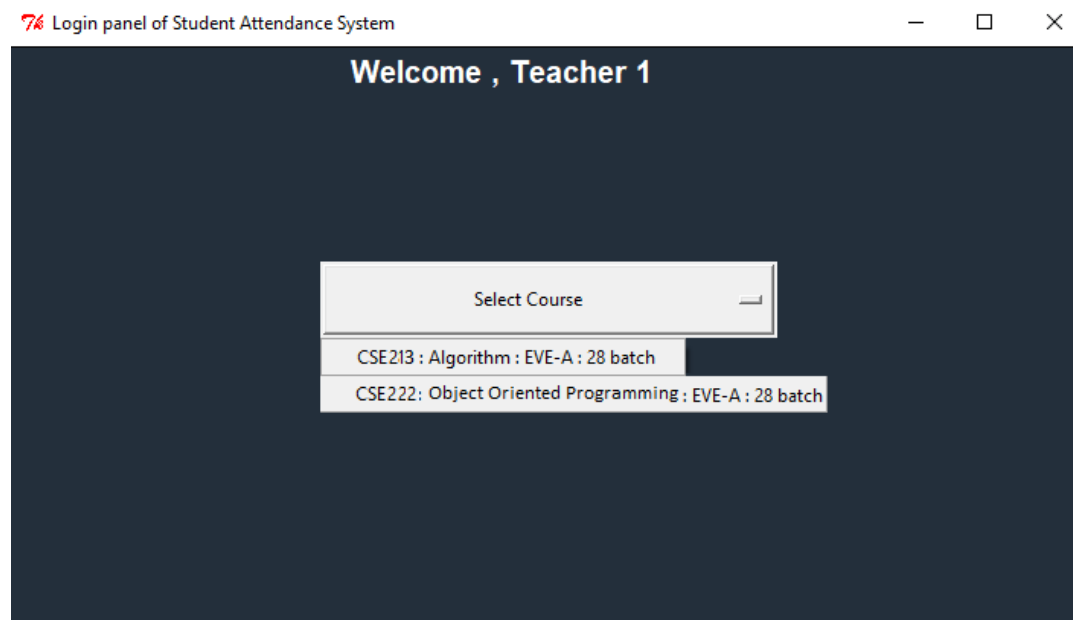 Login panel of Student Attendance System
Welcome , Teacher 1
Select Course
CSE213 : Algorithm : EVE-A : 28 batch
CSE222: Object Oriented Programming : EVE-A : 28 batch